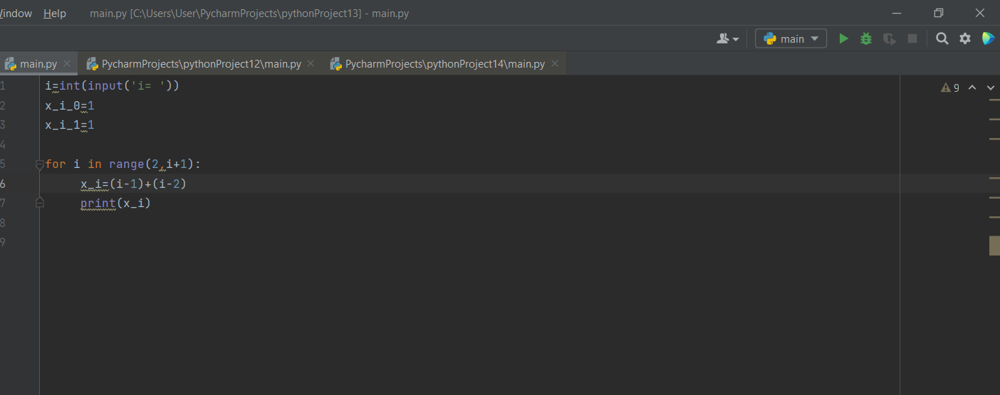 indow Help main.py [C:\Users\User\PycharmProjects\pythonProject13] - main.py
main
main.py PycharmProjects\pythonProject12\main.py PycharmProjects\pythonProject14\main.py
1 i=int(input('i= ')) 9
2 x_i_0=1
3 x_i_1=1
4
5 for i in range(2,i+1):
6 x_i=(i-1)+(i-2)
7 print(x_i)
8
9